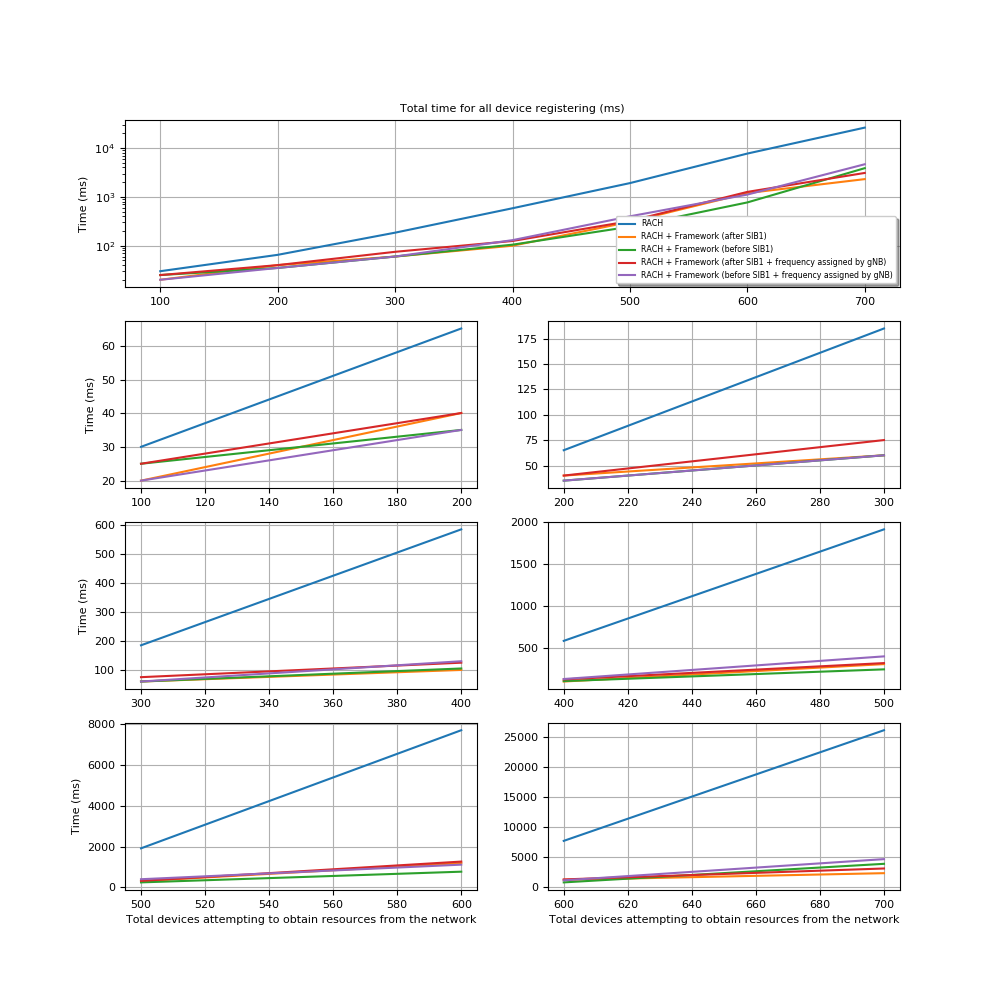 Total time for all device registering (ms)
Time (ms)
10⁴
10³
10²
RACH
RACH + Framework (after SIB1)
RACH + Framework (before SIB1)
RACH + Framework (after SIB1 + frequency assigned by gNB)
RACH + Framework (before SIB1 + frequency assigned by gNB)
100 200 300 400 500 600 700
Time (ms)
60
50
40
30
20
100 120 140 160 180 200
175
150
125
100
75
50
200 220 240 260 280 300
Time (ms)
600
500
400
300
200
100
300 320 340 360 380 400
2000
1500
1000
500
400 420 440 460 480 500
Time (ms)
8000
6000
4000
2000
0
500 520 540 560 580 600
Total devices attempting to obtain resources from the network
25000
20000
15000
10000
5000
0
600 620 640 660 680 700
Total devices attempting to obtain resources from the network